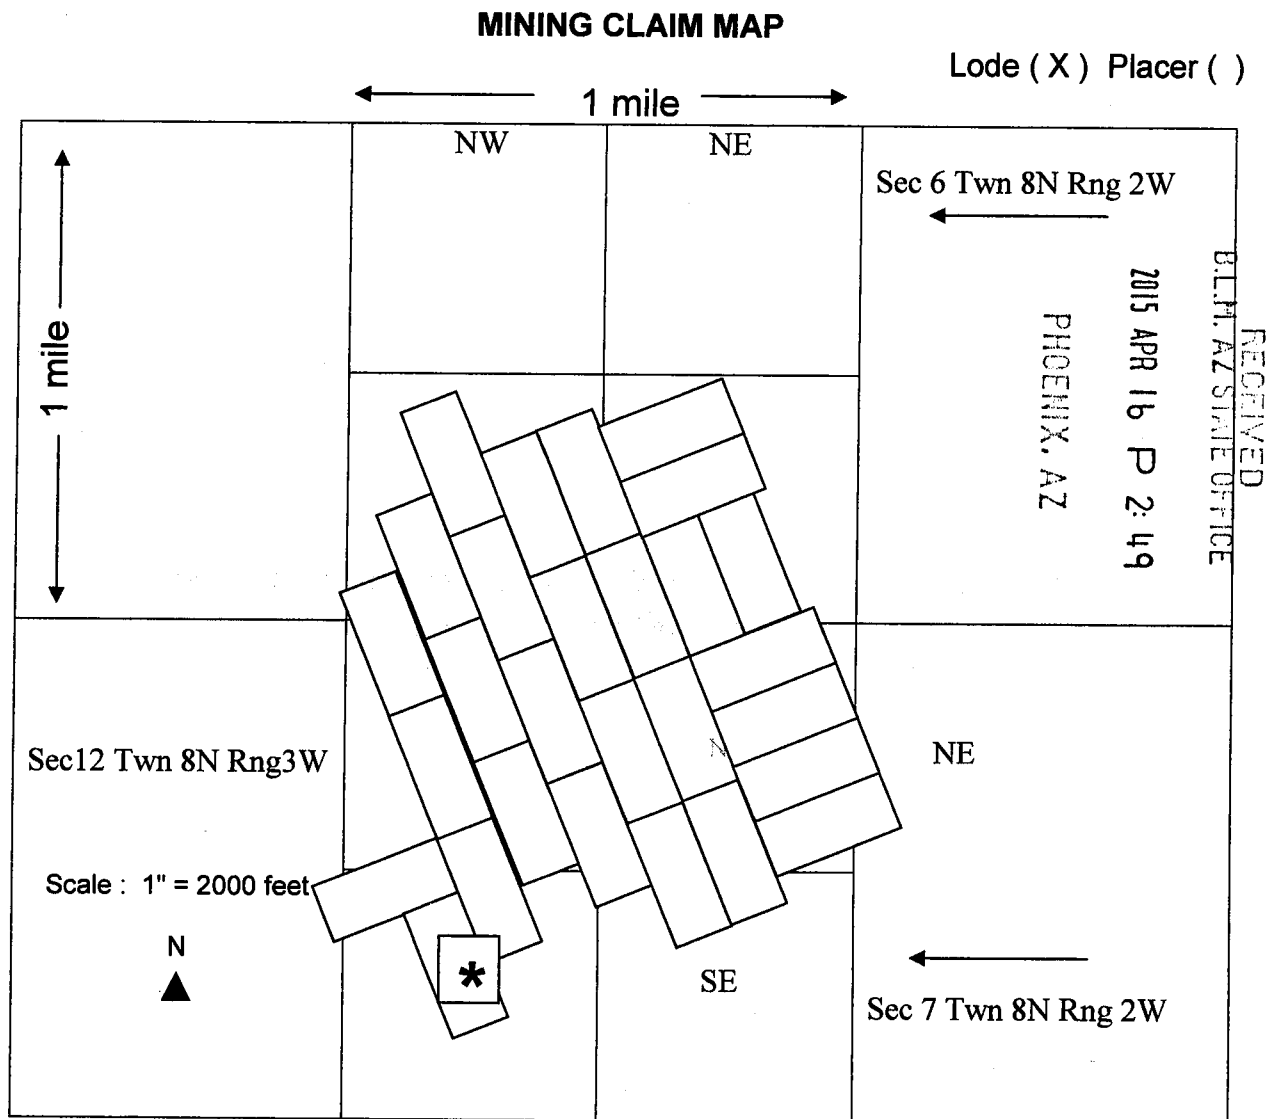 MINING CLAIM MAP
Lode ( X ) Placer ( )
1 mile
NW
NE
Sec 6 Twn 8N Rng 2W
1 mile
RECEIVED
B.L.M. AZ STATE OFFICE
2015 APR 16 P 2:49
PHOENIX, AZ
Sec12 Twn 8N Rng3W
N
NE
Scale : 1" = 2000 feet
N
*
SE
Sec 7 Twn 8N Rng 2W